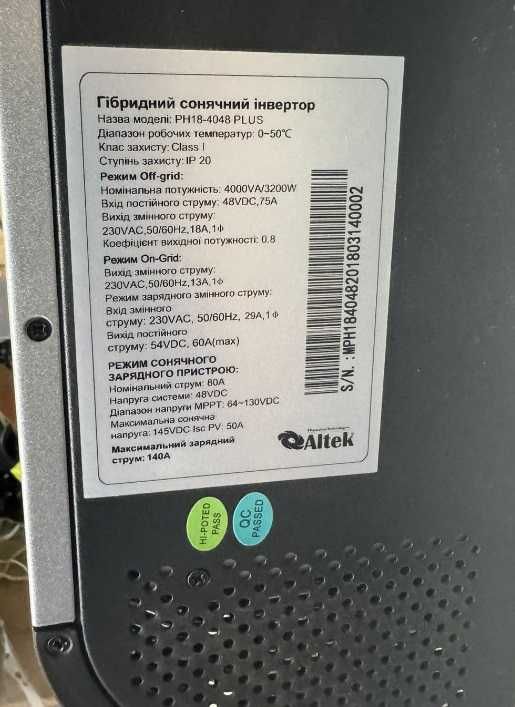 Гібридний сонячний інвертор
Назва моделі: PH18-4048 PLUS
Діапазон робочих температур: 0~50℃
Клас захисту: Class I
Ступінь захисту: IP 20
Режим Off-grid:
Номінальна потужність: 4000VA/3200W
Вхід постійного струму: 48VDC,75A
Вихід змінного струму:
230VAC,50/60Hz,18A,1Ф
Коефіцієнт вихідної потужності: 0.8
Режим On-Grid:
Вихід змінного струму:
230VAC,50/60Hz,13A,1Ф
Режим зарядного змінного струму:
Вхід змінного
струму: 230VAC, 50/60Hz, 29A,1Ф
Вихід постійного
струму: 54VDC, 60A(max)
РЕЖИМ СОНЯЧНОГО
ЗАРЯДНОГО ПРИСТРОЮ:
Номінальний струм: 80A
Напруга системи: 48VDC
Діапазон напруги MPPT: 64~130VDC
Максимальна сонячна
напруга: 145VDC Isc PV: 50A
Максимальний зарядний
струм: 140A
S/N.:MPH184048201803140002
Altek
HI-POTED
PASS
QC
PASSED